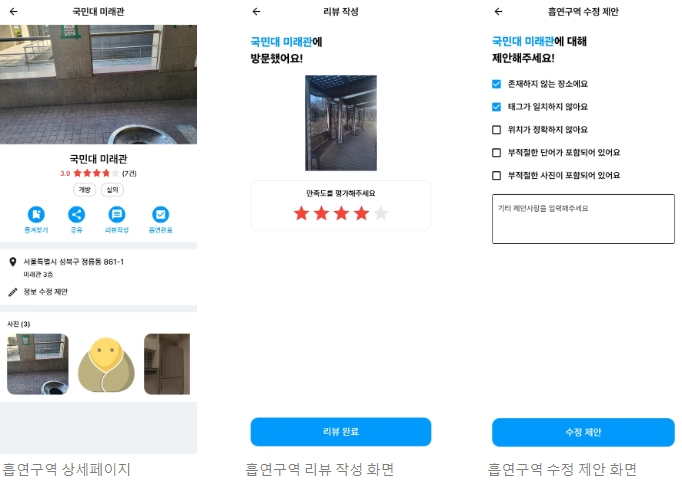 국민대 미래관
국민대 미래관
3.9 (7건)
개방 실외
즐겨찾기 공유 리뷰작성 흡연완료
서울특별시 성북구 정릉동 861-1
미래관 3층
정보 수정 제안
사진 (3)
흡연구역 상세페이지
리뷰 작성
국민대 미래관에
방문했어요!
만족도를 평가해주세요
리뷰 완료
흡연구역 리뷰 작성 화면
흡연구역 수정 제안
국민대 미래관에 대해
제안해주세요!
존재하지 않는 장소에요
태그가 일치하지 않아요
위치가 정확하지 않아요
부적절한 단어가 포함되어 있어요
부적절한 사진이 포함되어 있어요
기타 제안사항을 입력해주세요
수정 제안
흡연구역 수정 제안 화면